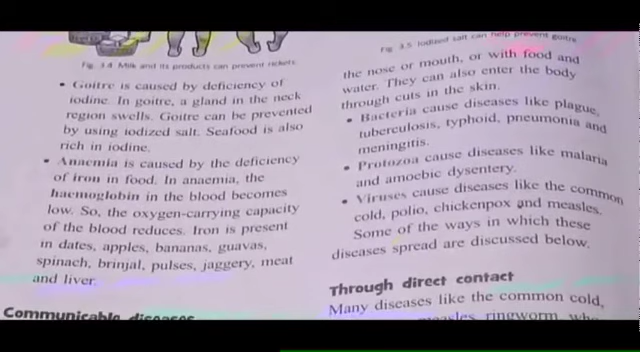 Fig. 3.4 Milk and its products can prevent rickets
• Goitre is caused by deficiency of
iodine. In goitre, a gland in the neck
region swells. Goitre can be prevented
by using iodized salt. Seafood is also
rich in iodine.
• Anaemia is caused by the deficiency
of iron in food. In anaemia, the
haemoglobin in the blood becomes
low. So, the oxygen-carrying capacity
of the blood reduces. Iron is present
in dates, apples, bananas, guavas,
spinach, brinjal, pulses, jaggery, meat
and liver.
Communicable diseases
Fig. 3.5 Iodized salt can help prevent goitre
the nose or mouth, or with food and
water. They can also enter the body
through cuts in the skin.
• Bacteria cause diseases like plague,
tuberculosis, typhoid, pneumonia and
meningitis.
• Protozoa cause diseases like malaria
and amoebic dysentery.
• Viruses cause diseases like the common
cold, polio, chickenpox and measles.
Some of the ways in which these
diseases spread are discussed below.
Through direct contact
Many diseases like the common cold,
measles, ringworm, who